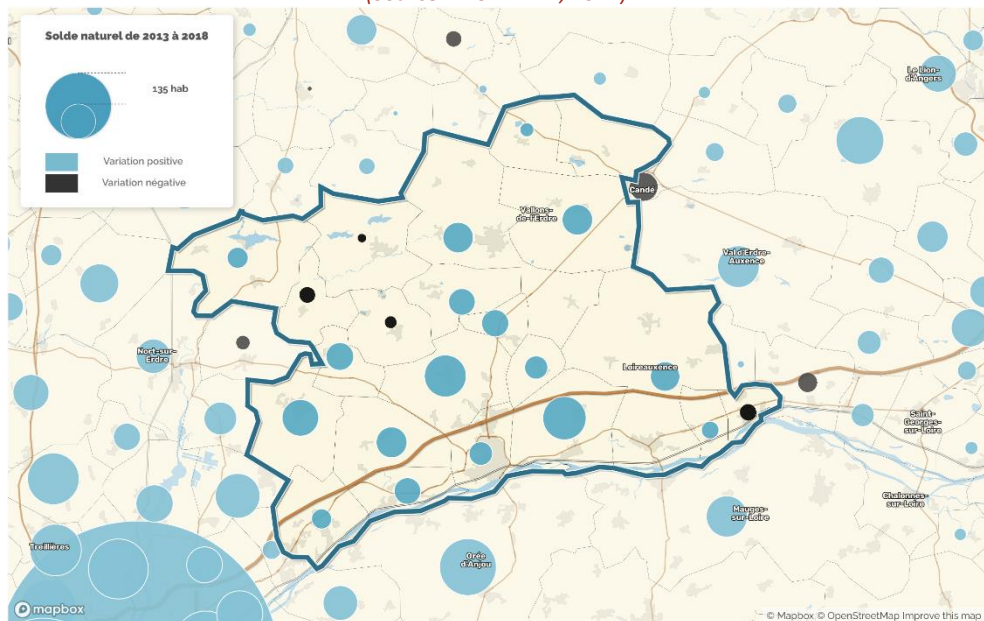 Solde naturel de 2013 à 2018
135 hab
Variation positive
Variation négative
Le Lion-
d'Angers
Candé
Vallons-
de-l'Erdre
Val d'Erdre-
Auxence
Nort-sur-
Erdre
Loireauxence
Saint-
Georges-
sur-Loire
Chalonnes-
sur-Loire
Mauges-
sur-Loire
Treillières
Orée
d'Anjou
mapbox
© Mapbox © OpenStreetMap Improve this map